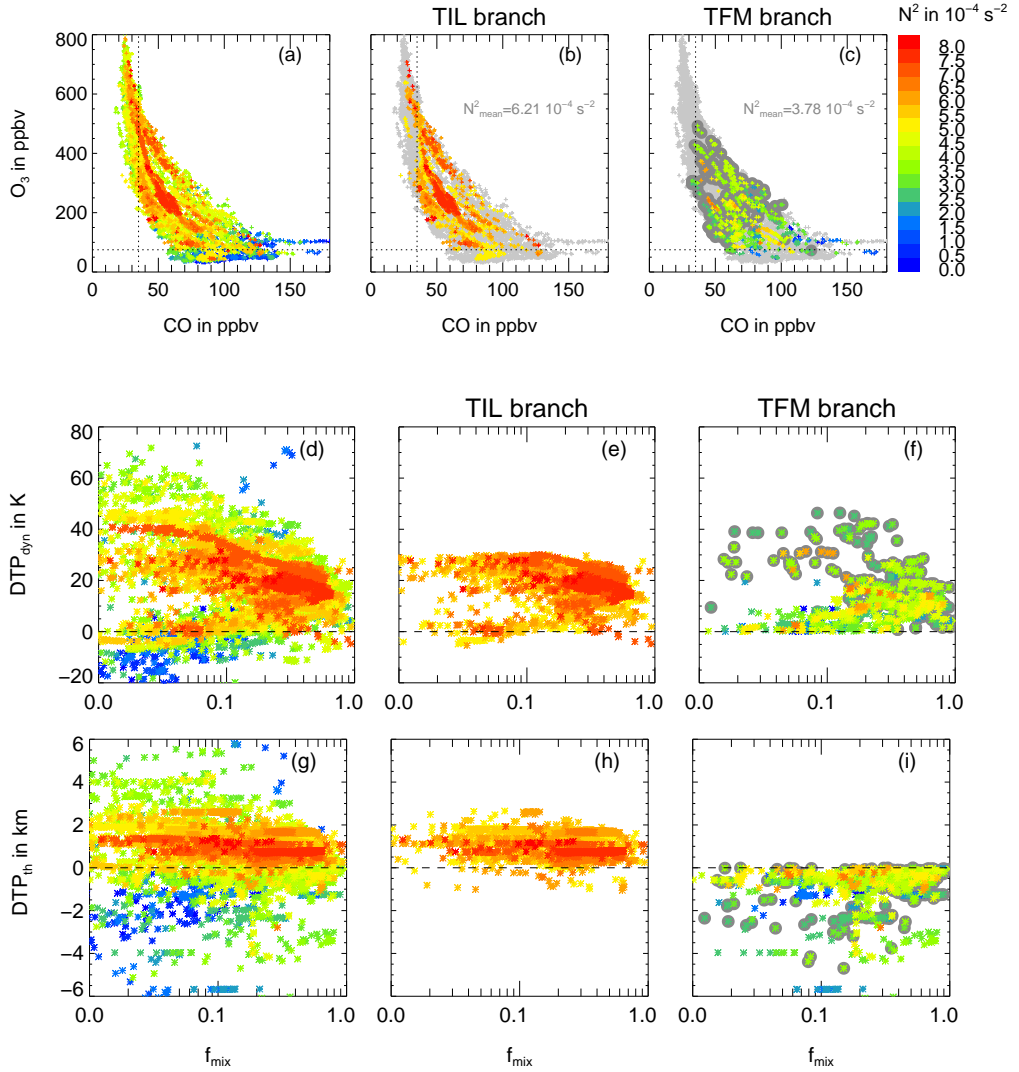 TIL branch
TFM branch
N² in 10⁻⁴ s⁻²
(a)
(b)
(c)
N²mean=6.21 10⁻⁴ s⁻²
N²mean=3.78 10⁻⁴ s⁻²
O₃ in ppbv
800
600
400
200
0
0 50 100 150
0 50 100 150
0 50 100 150
CO in ppbv
CO in ppbv
CO in ppbv
8.0
7.5
7.0
6.5
6.0
5.5
5.0
4.5
4.0
3.5
3.0
2.5
2.0
1.5
1.0
0.5
0.0
TIL branch
TFM branch
(d)
(e)
(f)
DTPdyn in K
80
60
40
20
0
−20
0.0 0.1 1.0
0.0 0.1 1.0
0.0 0.1 1.0
(g)
(h)
(i)
DTPth in km
6
4
2
0
−2
−4
−6
0.0 0.1 1.0
0.0 0.1 1.0
0.0 0.1 1.0
fmix
fmix
fmix